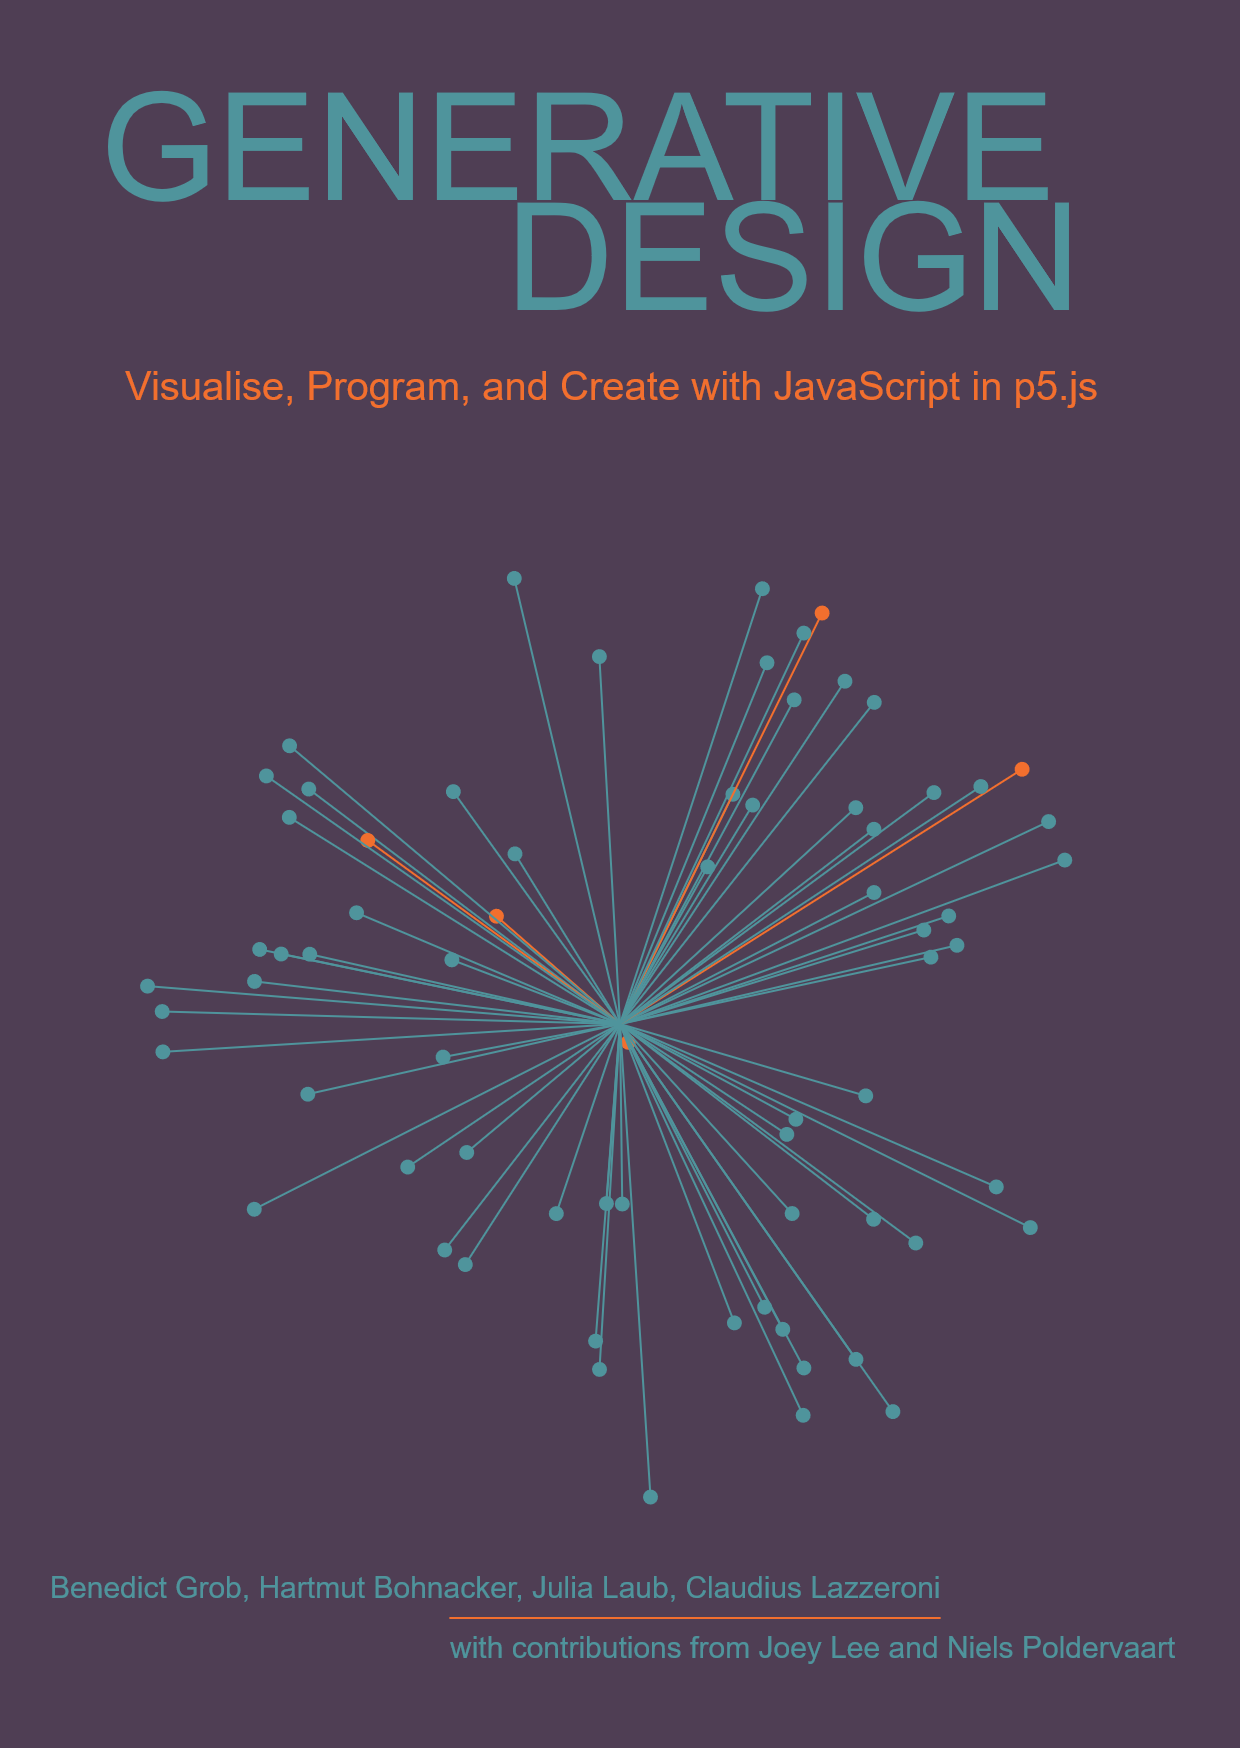 GENERATIVE
DESIGN
Visualise, Program, and Create with JavaScript in p5.js
Benedict Grob, Hartmut Bohnacker, Julia Laub, Claudius Lazzeroni
with contributions from Joey Lee and Niels Poldervaart